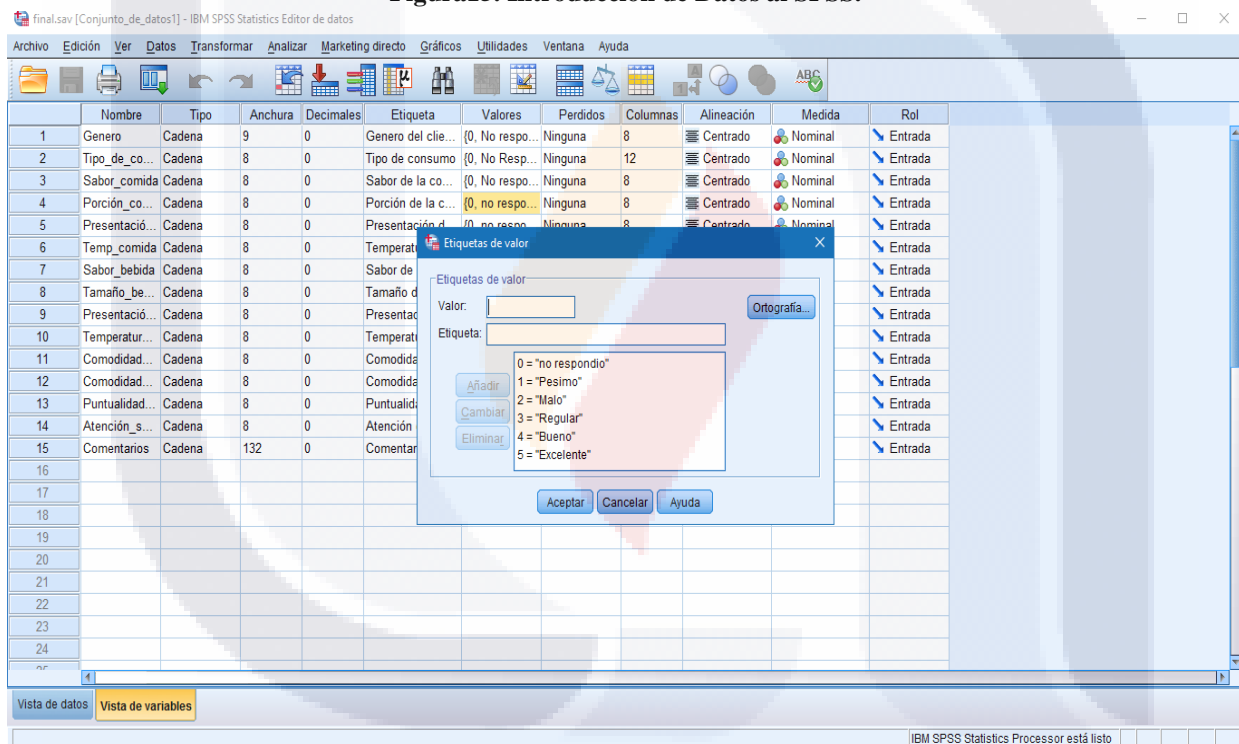 final.sav [Conjunto_de_datos1] - IBM SPSS Statistics Editor de datos
Archivo Edición Ver Datos Transformar Analizar Marketing directo Gráficos Utilidades Ventana Ayuda
Nombre Tipo Anchura Decimales Etiqueta Valores Perdidos Columnas Alineación Medida Rol
1 Genero Cadena 9 0 Genero del clie... {0, No respo... Ninguna 8 Centrado Nominal Entrada
2 Tipo_de_co... Cadena 8 0 Tipo de consumo {0, No Resp... Ninguna 12 Centrado Nominal Entrada
3 Sabor_comida Cadena 8 0 Sabor de la co... {0, No respo... Ninguna 8 Centrado Nominal Entrada
4 Porción_co... Cadena 8 0 Porción de la c... {0, no respo... Ninguna 8 Centrado Nominal Entrada
5 Presentació... Cadena 8 0 Presentación d... {0, no respo... Ninguna 8 Centrado Nominal Entrada
6 Temp_comida Cadena 8 0 Temperat Entrada
7 Sabor_bebida Cadena 8 0 Sabor de Entrada
8 Tamaño_be... Cadena 8 0 Tamaño d Entrada
9 Presentació... Cadena 8 0 Presentac Entrada
10 Temperatur... Cadena 8 0 Temperat Entrada
11 Comodidad... Cadena 8 0 Comodida Entrada
12 Comodidad... Cadena 8 0 Comodida Entrada
13 Puntualidad... Cadena 8 0 Puntualida Entrada
14 Atención_s... Cadena 8 0 Atención Entrada
15 Comentarios Cadena 132 0 Comentar Entrada
16
17
18
19
20
21
22
23
24
Etiquetas de valor
Etiquetas de valor
Valor:
Ortografía...
Etiqueta:
Añadir
Cambiar
Eliminar
0 = "no respondio"
1 = "Pesimo"
2 = "Malo"
3 = "Regular"
4 = "Bueno"
5 = "Excelente"
Aceptar Cancelar Ayuda
Vista de datos Vista de variables
IBM SPSS Statistics Processor está listo